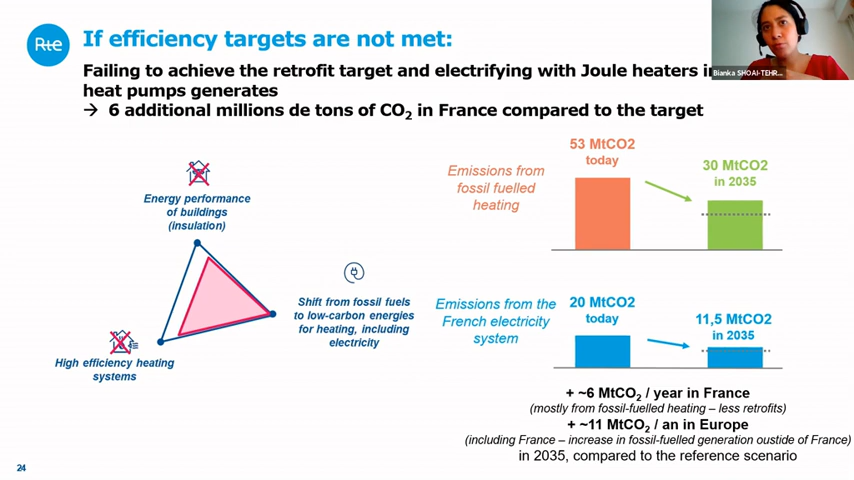 Rte
If efficiency targets are not met:
Failing to achieve the retrofit target and electrifying with Joule heaters in
heat pumps generates
→ 6 additional millions de tons of CO2 in France compared to the target
Bianka SHOAI-TEHR...
Energy performance
of buildings
(insulation)
Shift from fossil fuels
to low-carbon energies
for heating, including
electricity
High efficiency heating
systems
Emissions from
fossil fuelled
heating
53 MtCO2
today
30 MtCO2
in 2035
Emissions from the
French electricity
system
20 MtCO2
today
11,5 MtCO2
in 2035
+ ~6 MtCO2 / year in France
(mostly from fossil-fuelled heating – less retrofits)
+ ~11 MtCO2 / an in Europe
(including France – increase in fossil-fuelled generation oustide of France)
in 2035, compared to the reference scenario
24